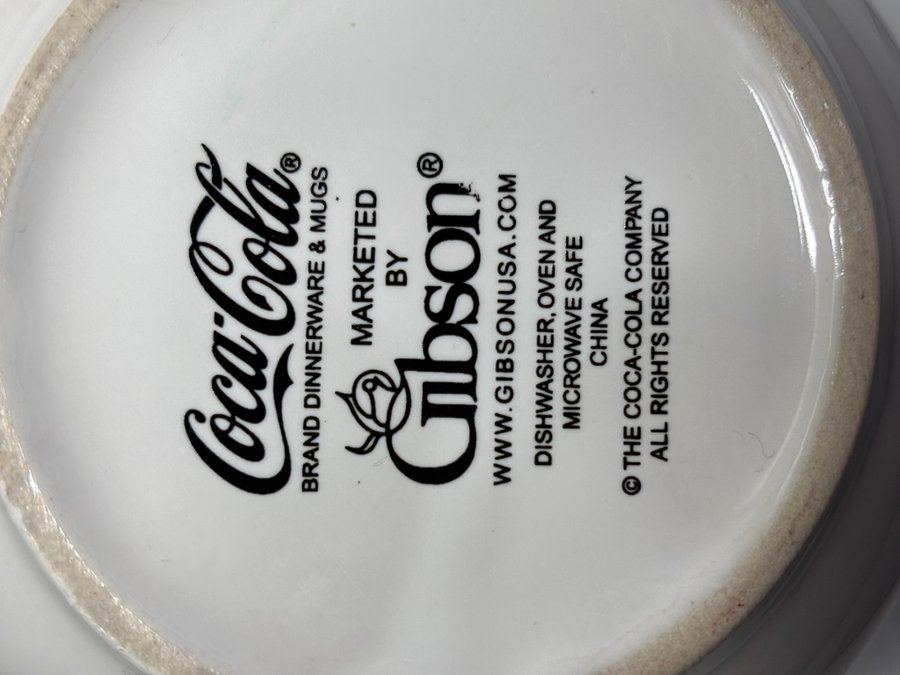 Coca-Cola®
BRAND DINNERWARE & MUGS
MARKETED
BY
Gibson®
WWW.GIBSONUSA.COM
DISHWASHER, OVEN AND
MICROWAVE SAFE
CHINA
© THE COCA-COLA COMPANY
ALL RIGHTS RESERVED